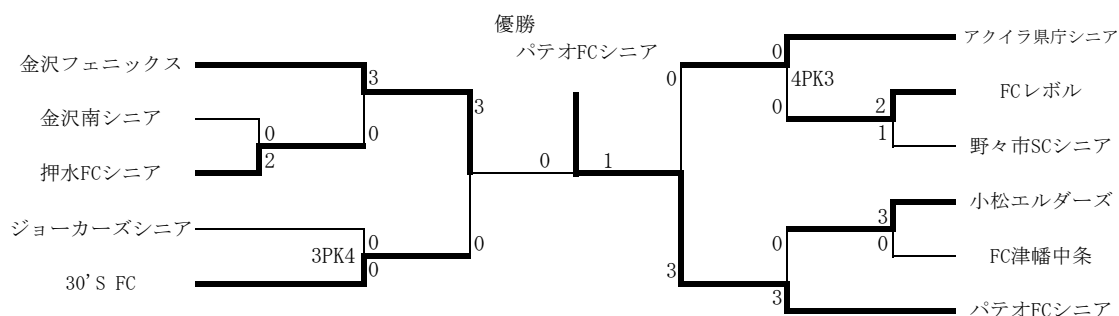 優勝
パテオFCシニア
金沢フェニックス
金沢南シニア
押水FCシニア
ジョーカーズシニア
30'S FC
3
0
2
0
3
3PK4
0
0
0
0
1
0
3
0
4PK3
0
2
1
3
0
0
3
アクイラ県庁シニア
FCレボル
野々市SCシニア
小松エルダーズ
FC津幡中条
パテオFCシニア